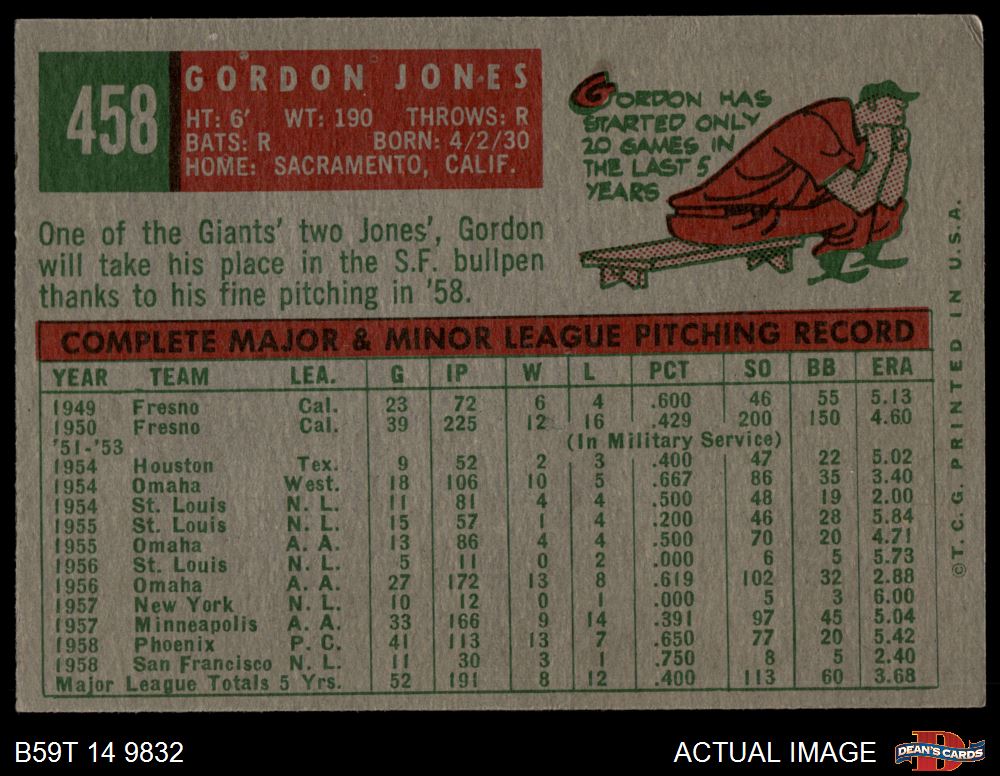 458
GORDON JONES
HT: 6' WT: 190 THROWS: R
BATS: R BORN: 4/2/30
HOME: SACRAMENTO, CALIF.
GORDON HAS
STARTED ONLY
20 GAMES IN
THE LAST 5
YEARS
One of the Giants' two Jones', Gordon
will take his place in the S.F. bullpen
thanks to his fine pitching in '58.
COMPLETE MAJOR & MINOR LEAGUE PITCHING RECORD
YEAR TEAM LEA. G IP W L PCT SO BB ERA
1949 Fresno Cal. 23 72 6 4 .600 46 55 5.13
1950 Fresno Cal. 39 225 12 16 .429 200 150 4.60
'51-'53 (In Military Service)
1954 Houston Tex. 9 52 2 3 .400 47 22 5.02
1954 Omaha West. 18 106 10 5 .667 86 35 3.40
1954 St. Louis N. L. 11 81 4 4 .500 48 19 2.00
1955 St. Louis N. L. 15 57 1 4 .200 46 28 5.84
1955 Omaha A. A. 13 86 4 4 .500 70 20 4.71
1956 St. Louis N. L. 5 11 0 2 .000 6 5 5.73
1956 Omaha A. A. 27 172 13 8 .619 102 32 2.88
1957 New York N. L. 10 12 0 1 .000 5 3 6.00
1957 Minneapolis A. A. 33 166 9 14 .391 97 45 5.04
1958 Phoenix P. C. 41 113 13 7 .650 77 20 5.42
1958 San Francisco N. L. 11 30 3 1 .750 8 5 2.40
Major League Totals 5 Yrs. 52 191 8 12 .400 113 60 3.68
©T. C. G. PRINTED IN U.S.A.
B59T 14 9832
ACTUAL IMAGE
D
DEAN'S CARDS